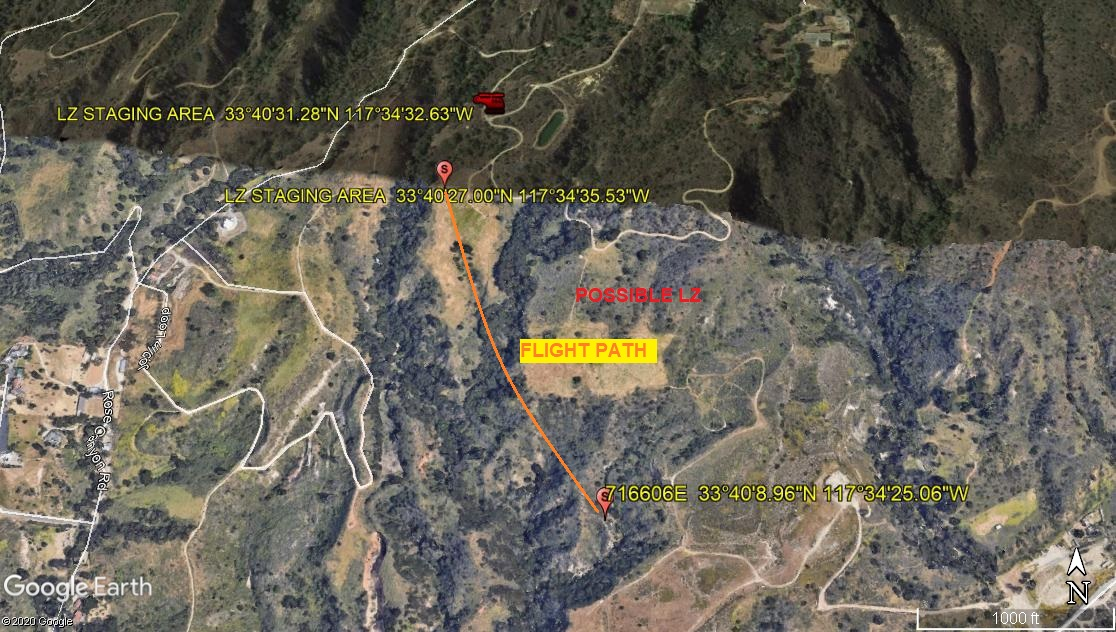 LZ STAGING AREA 33°40'31.28"N 117°34'32.63"W
S
LZ STAGING AREA 33°40'27.00"N 117°34'35.53"W
POSSIBLE LZ
FLIGHT PATH
Loop
Rose Canyon Rd
S
716606E 33°40'8.96"N 117°34'25.06"W
Google Earth
N
©2020 Google
1000 ft